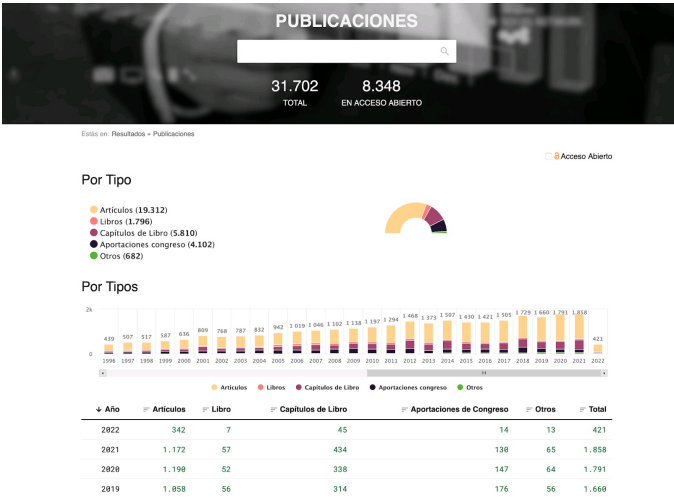 PUBLICACIONES
31.702 8.348
TOTAL EN ACCESO ABIERTO
Estás en: Resultados » Publicaciones
Acceso Abierto
Por Tipo
Artículos (19.312)
Libros (1.796)
Capítulos de Libro (5.810)
Aportaciones congreso (4.102)
Otros (682)
Por Tipos
2k
439 507 517 587 636 809 768 787 832 942 1 019 1 046 1 102 1 138 1 197 1 294 1 468 1 373 1 507 1 430 1 421 1 505 1 729 1 660 1 791 1 858 421
0
1996 1997 1998 1999 2000 2001 2002 2003 2004 2005 2006 2007 2008 2009 2010 2011 2012 2013 2014 2015 2016 2017 2018 2019 2020 2021 2022
Artículos Libros Capítulos de Libro Aportaciones congreso Otros
Año Artículos Libro Capítulos de Libro Aportaciones de Congreso Otros Total
2022 342 7 45 14 13 421
2021 1.172 57 434 130 65 1.858
2020 1.190 52 338 147 64 1.791
2019 1.058 56 314 176 56 1.660